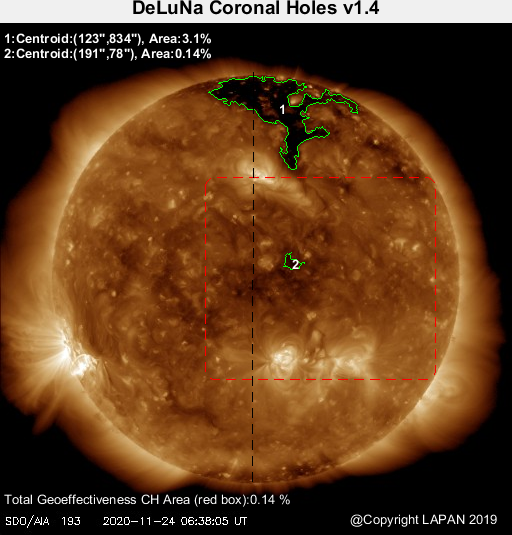 DeLuNa Coronal Holes v1.4
1:Centroid:(123",834"), Area:3.1%
2:Centroid:(191",78"), Area:0.14%
1
2
Total Geoeffectiveness CH Area (red box):0.14 %
SDO/AIA 193 2020-11-24 06:38:05 UT
@Copyright LAPAN 2019